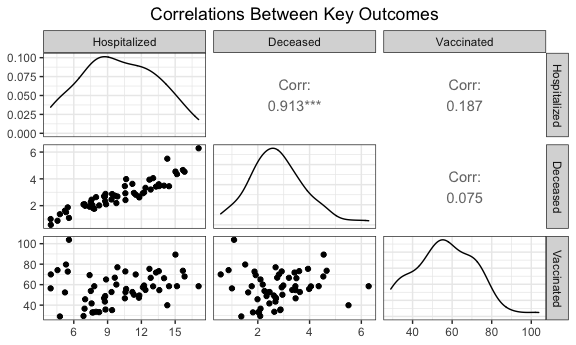 Correlations Between Key Outcomes
Hospitalized
Deceased
Vaccinated
0.100
0.075
0.050
0.025
0.000
Corr:
0.913***
Corr:
0.187
Hospitalized
6
4
2
Corr:
0.075
Deceased
100
80
60
40
Vaccinated
6
9
12
15
2
4
6
40
60
80
100